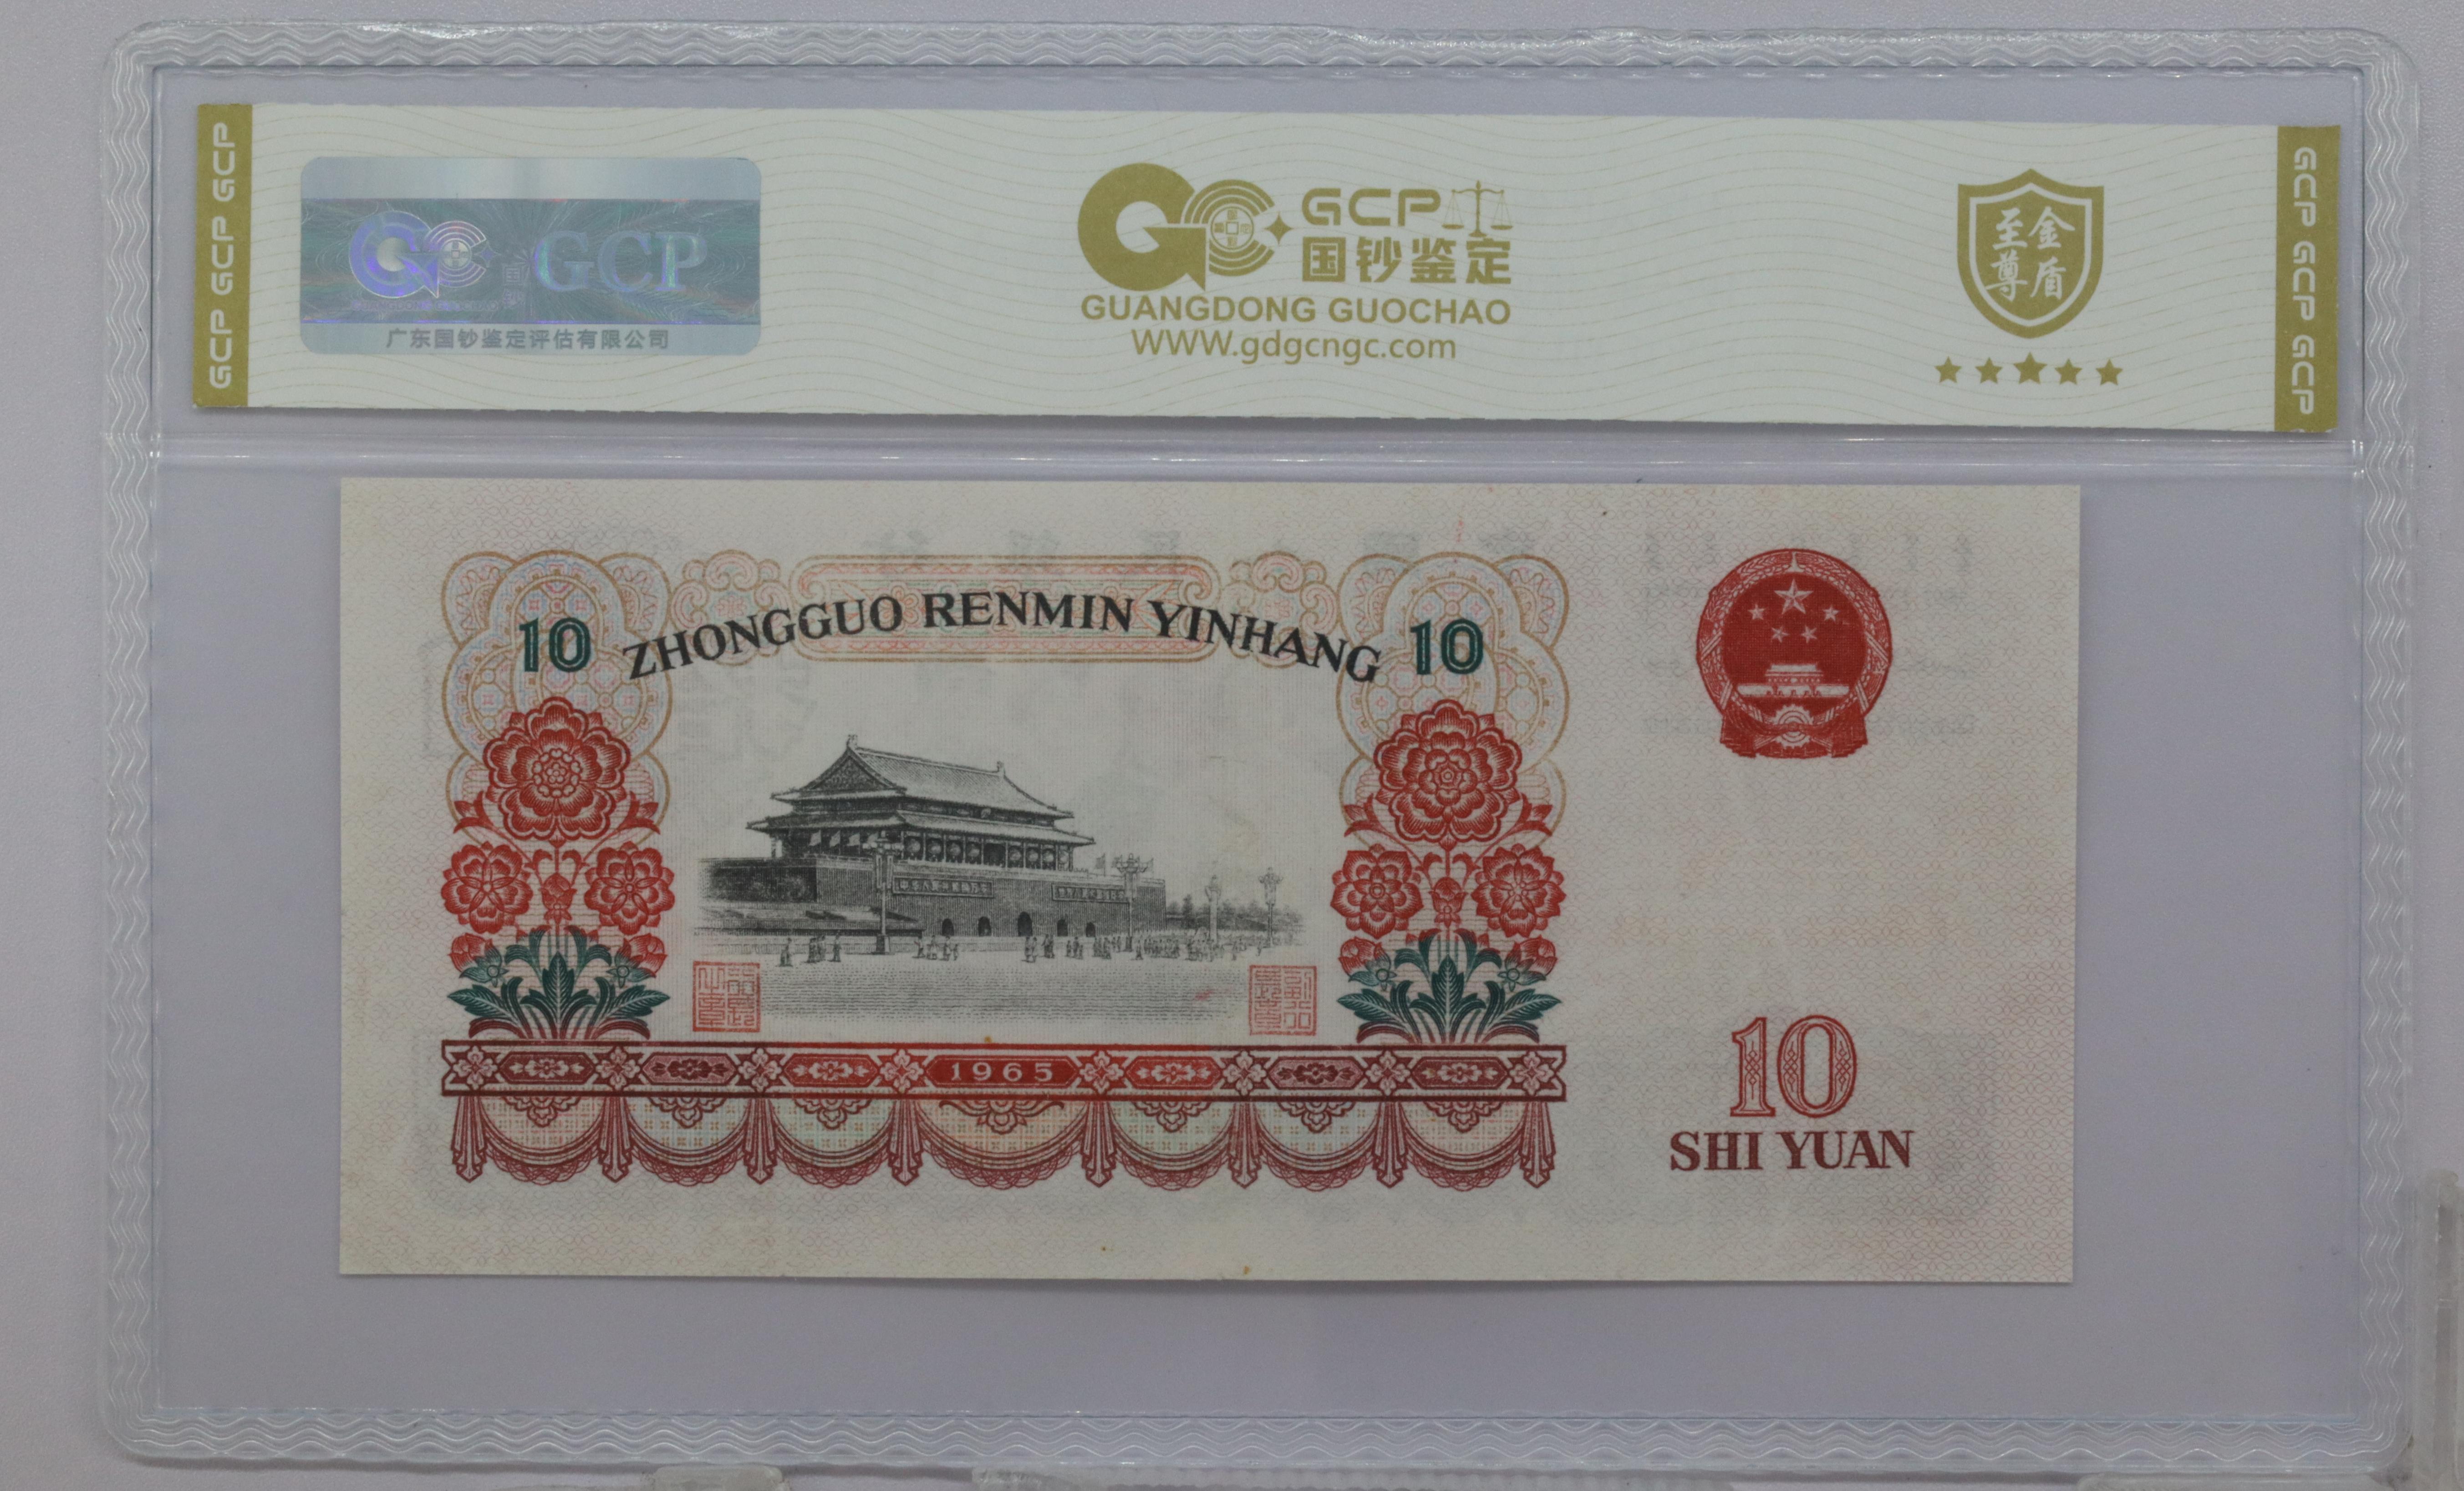 GCP GCP GCP
GCP
广东国钞鉴定评估有限公司
GCP
国钞鉴定
GUANGDONG GUOCHAO
WWW.gdgcngc.com
至尊
金盾
GCP GCP GCP
10 ZHONGGUO RENMIN YINHANG 10
1965
10
SHI YUAN